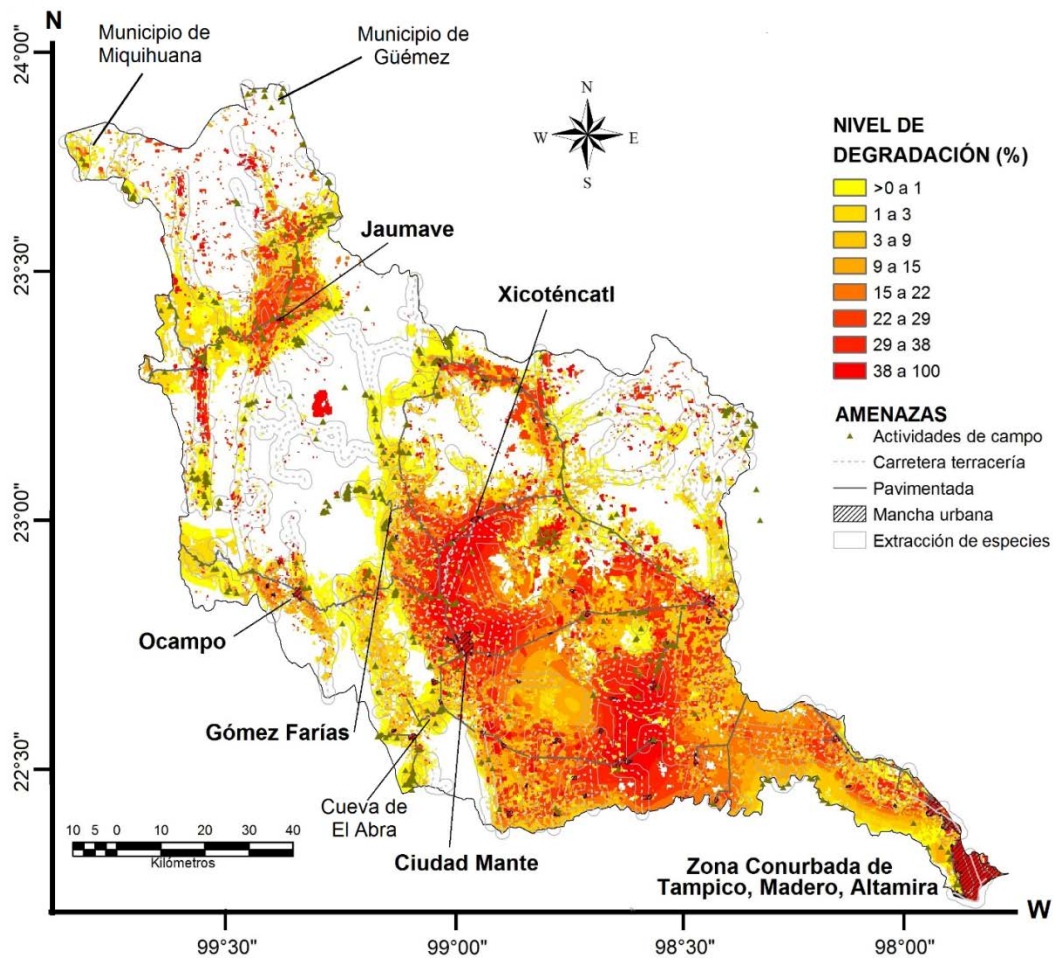 N
Municipio de
Miquihuana
Municipio de
Güémez
24°00"
23°30"
23°00"
22°30"
N
W
E
S
NIVEL DE
DEGRADACIÓN (%)
>0 a 1
1 a 3
3 a 9
9 a 15
15 a 22
22 a 29
29 a 38
38 a 100
AMENAZAS
Actividades de campo
Carretera terracería
Pavimentada
Mancha urbana
Extracción de especies
Jaumave
Xicoténcatl
Ocampo
Gómez Farías
Cueva de
El Abra
Ciudad Mante
Zona Conurbada de
Tampico, Madero, Altamira
10 5 0 10 20 30 40
Kilómetros
W
99°30"
99°00"
98°30"
98°00"